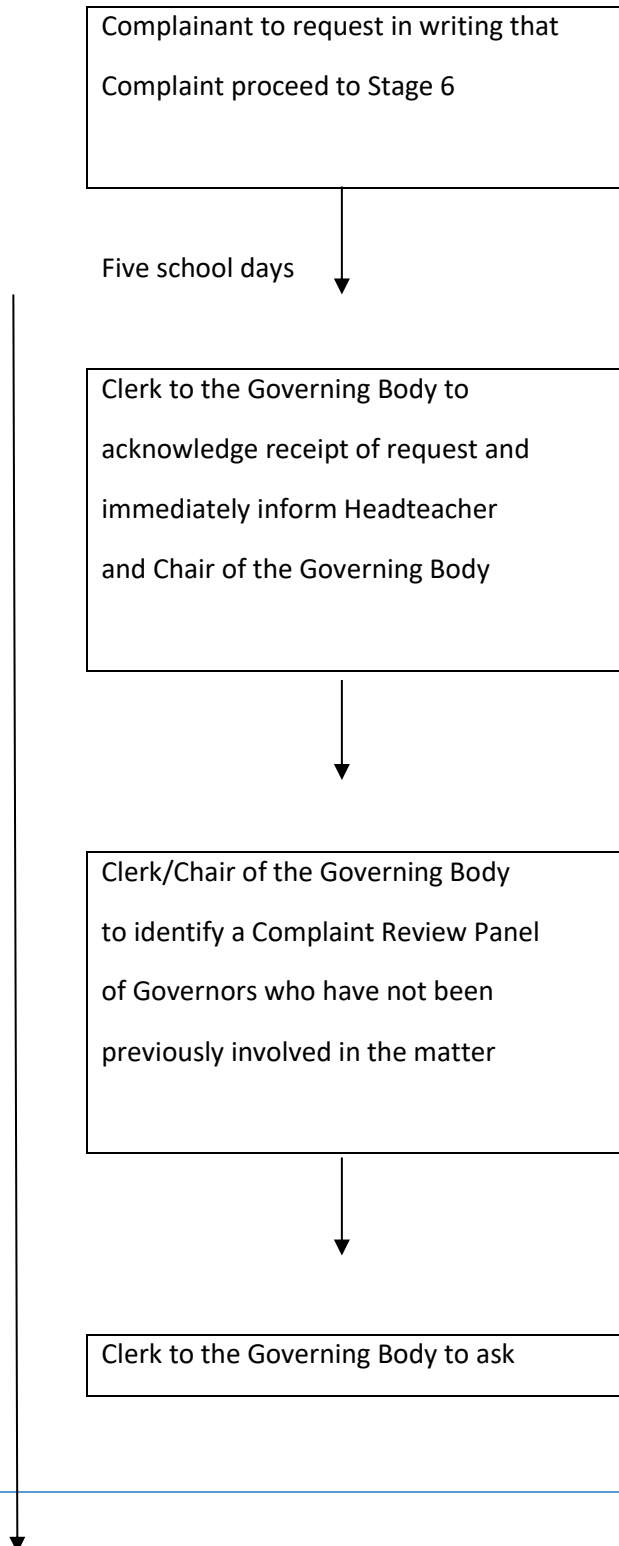 Complainant to request in writing that
Complaint proceed to Stage 6
Five school days
Clerk to the Governing Body to
acknowledge receipt of request and
immediately inform Headteacher
and Chair of the Governing Body
Clerk/Chair of the Governing Body
to identify a Complaint Review Panel
of Governors who have not been
previously involved in the matter
Clerk to the Governing Body to ask